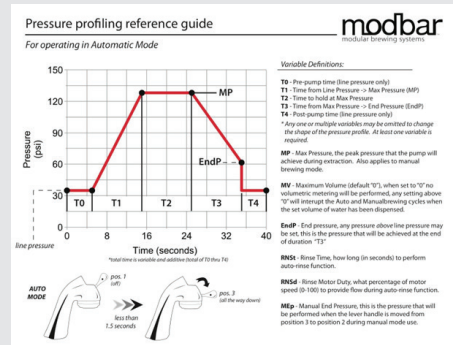 Pressure profiling reference guide
For operating in Automatic Mode
modbar
modular brewing systems
150
120
90
60
30
0
Pressure
(psi)
MP
EndP
T0
T1
T2
T3
T4
line pressure
0
8
16
24
32
40
Time (seconds)
*total time is variable and additive (total of T0 thru T4)
AUTO
MODE
pos. 1
(off)
less than
1.5 seconds
pos. 3
(all the way down)
Variable Definitions:
T0 - Pre-pump time (line pressure only)
T1 - Time from Line Pressure -> Max Pressure (MP)
T2 - Time to hold at Max Pressure
T3 - Time from Max Pressure -> End Pressure (EndP)
T4 - Post-pump time (line pressure only)
* Any one or multiple variables may be omitted to change
the shape of the pressure profile. At least one variable is
required.
MP - Maximum Pressure, the peak pressure that the pump will
achieve during extraction. Also applies to manual
brewing mode.
MV - Maximum Volume (default "0"), when set to "0" no
volumetric metering will be performed, any setting above
"0" will interrupt the Auto and Manualbrewing cycles when
the set volume of water has been dispensed.
EndP - End pressure, any pressure above line pressure may
be set, this is the pressure that will be achieved at the end
of duration "T3"
RNSt - Rinse Time, how long (in seconds) to perform
auto-rinse function.
RNSd - Rinse Motor Duty, what percentage of motor
speed (0-100) to provide flow during auto-rinse function.
MEp - Manual End Pressure, this is the pressure that will
be performed when the lever handle is moved from
position 3 to position 2 during manual mode use.